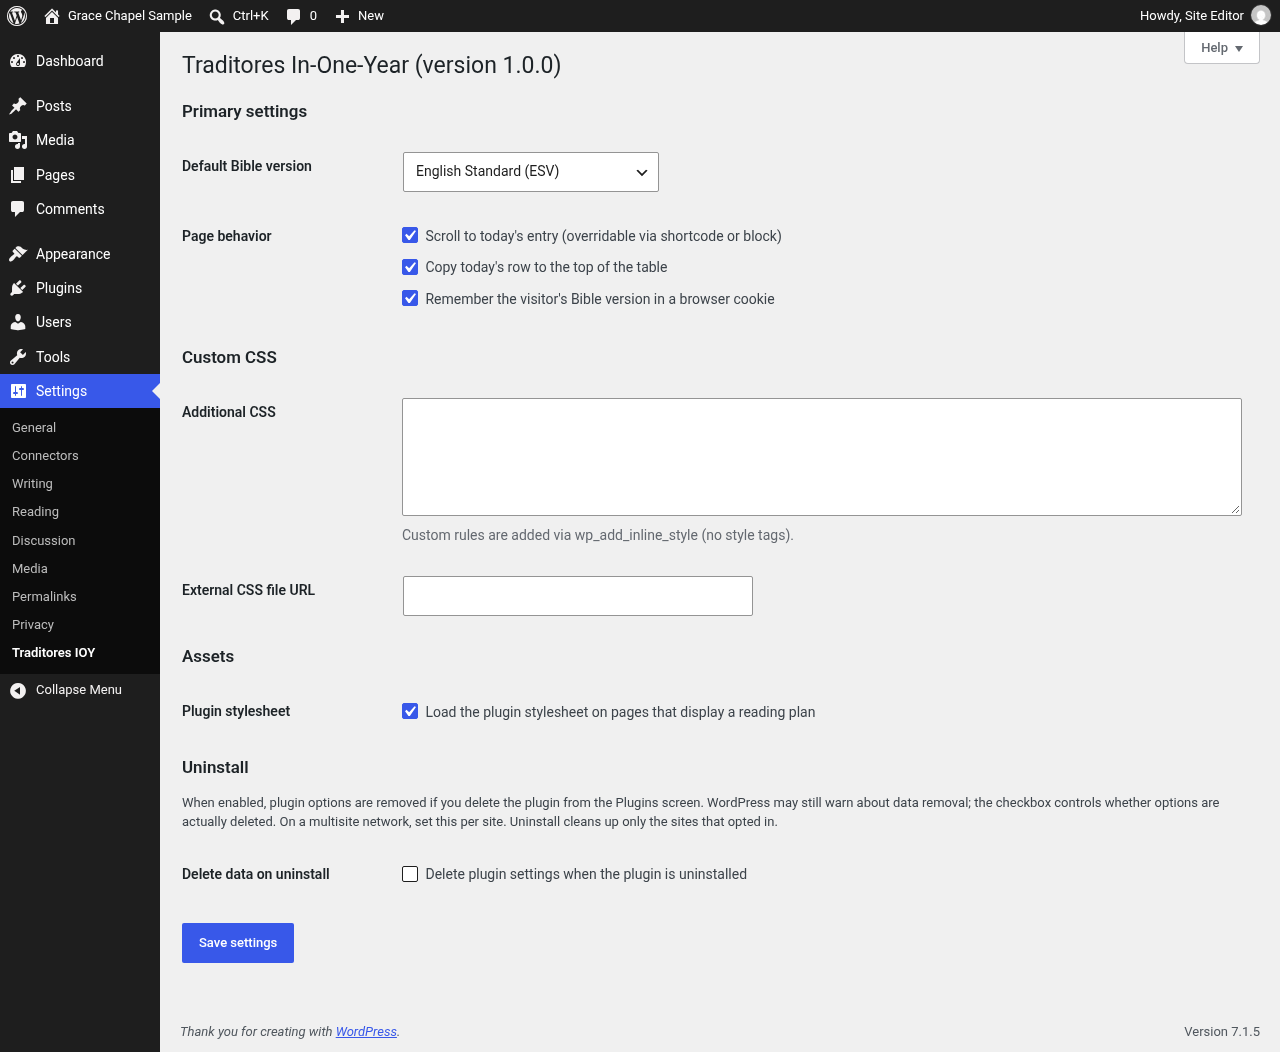 Grace Chapel Sample Ctrl+K 0 New Howdy, Site Editor
Help
Dashboard
Posts
Media
Pages
Comments
Appearance
Plugins
Users
Tools
Settings
General
Connectors
Writing
Reading
Discussion
Media
Permalinks
Privacy
Traditores IOY
Collapse Menu
Traditores In-One-Year (version 1.0.0)
Primary settings
Default Bible version English Standard (ESV)
Page behavior Scroll to today's entry (overridable via shortcode or block)
Copy today's row to the top of the table
Remember the visitor's Bible version in a browser cookie
Custom CSS
Additional CSS
Custom rules are added via wp_add_inline_style (no style tags).
External CSS file URL
Assets
Plugin stylesheet Load the plugin stylesheet on pages that display a reading plan
Uninstall
When enabled, plugin options are removed if you delete the plugin from the Plugins screen. WordPress may still warn about data removal; the checkbox controls whether options are
actually deleted. On a multisite network, set this per site. Uninstall cleans up only the sites that opted in.
Delete data on uninstall Delete plugin settings when the plugin is uninstalled
Save settings
Thank you for creating with WordPress. Version 7.1.5